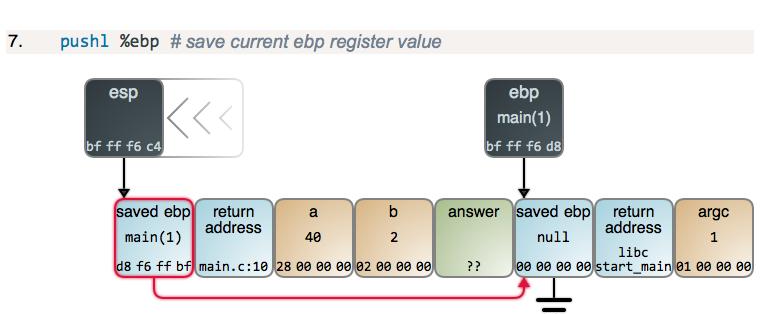 7. pushl %ebp # save current ebp register value
esp
bf ff f6 c4
ebp
main(1)
bf ff f6 d8
saved ebp
main(1)
d8 f6 ff bf
return
address
main.c:10
a
40
28 00 00 00
b
2
02 00 00 00
answer
??
saved ebp
null
00 00 00 00
return
address
libc
start_main
argc
1
01 00 00 00